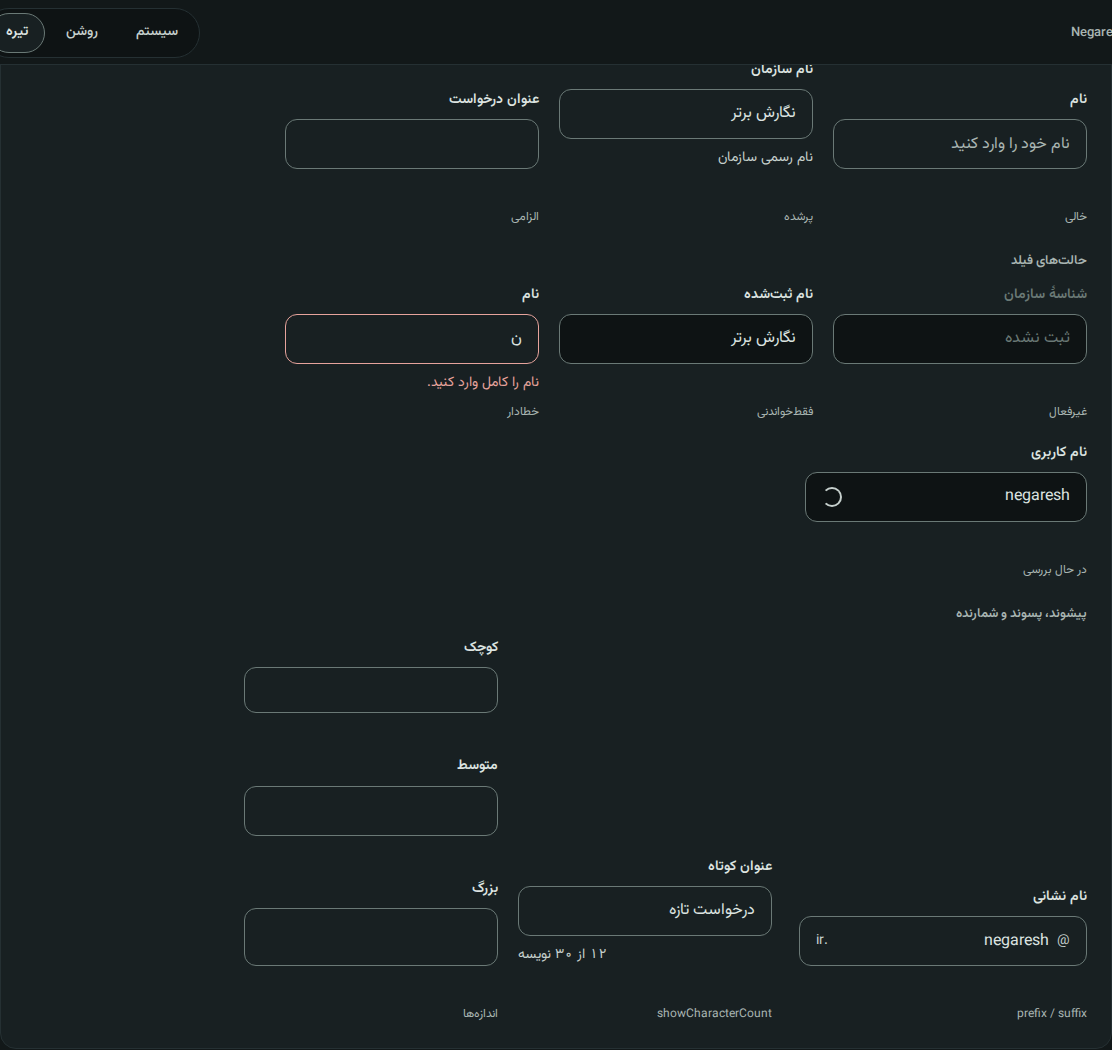 Negare
سیستم
روشن
تیره
نام سازمان
نام
عنوان درخواست
نگارش برتر
نام خود را وارد کنید
نام رسمی سازمان
خالی
پرشده
الزامی
حالت‌های فیلد
شناسهٔ سازمان
نام ثبت‌شده
نام
ثبت نشده
نگارش برتر
ن
نام را کامل وارد کنید.
غیرفعال
فقط‌خواندنی
خطادار
نام کاربری
negaresh
در حال بررسی
پیشوند، پسوند و شمارنده
کوچک
متوسط
عنوان کوتاه
بزرگ
نام نشانی
درخواست تازه
@ negaresh
ir.
۱۲ از ۳۰ نویسه
prefix / suffix
showCharacterCount
اندازه‌ها